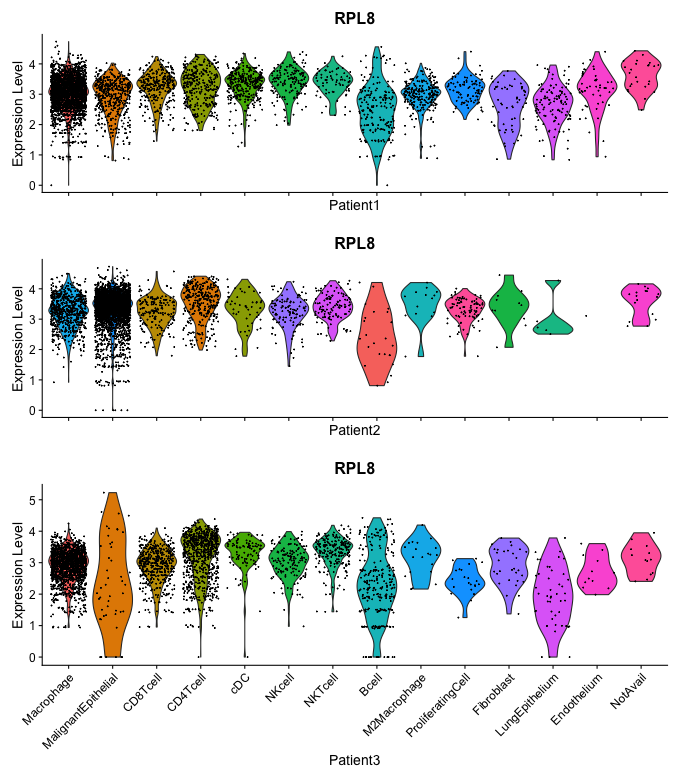 RPL8
Expression Level
4
3
2
1
0
Patient1
RPL8
Expression Level
4
3
2
1
0
Patient2
RPL8
Expression Level
5
4
3
2
1
0
Macrophage
MalignantEpithelial
CD8Tcell
CD4Tcell
cDC
NKcell
NKTcell
Bcell
M2Macrophage
ProliferatingCell
Fibroblast
LungEpithelium
Endothelium
NotAvail
Patient3